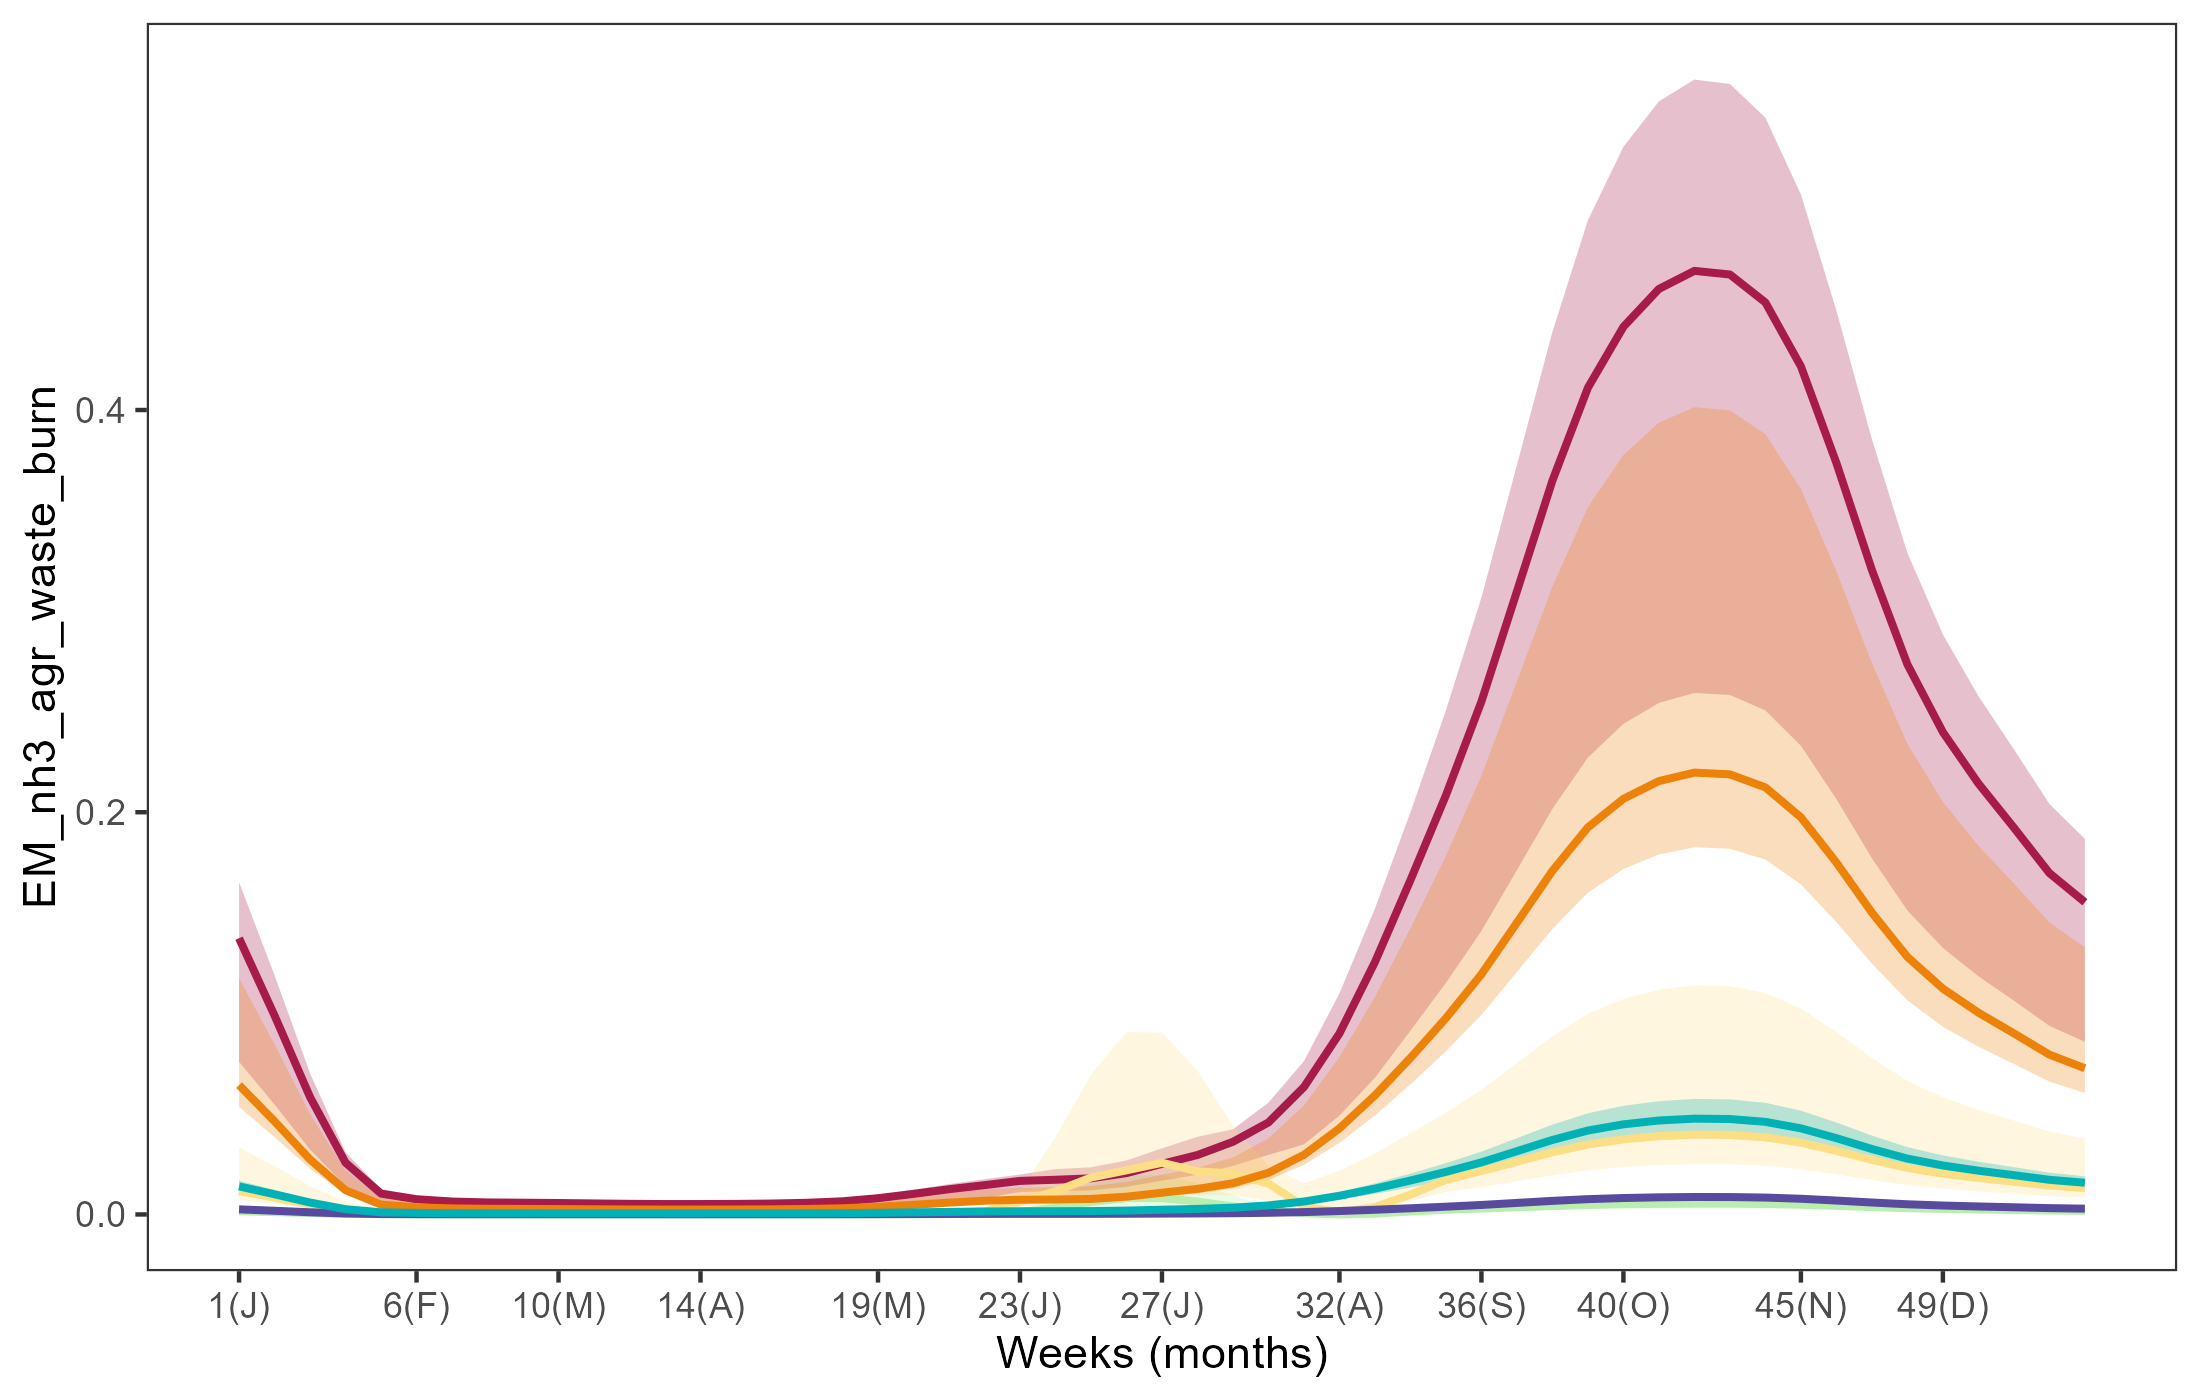 EM_nh3_agr_waste_burn
0.4
0.2
0.0
1(J) 6(F) 10(M) 14(A) 19(M) 23(J) 27(J) 32(A) 36(S) 40(O) 45(N) 49(D)
Weeks (months)